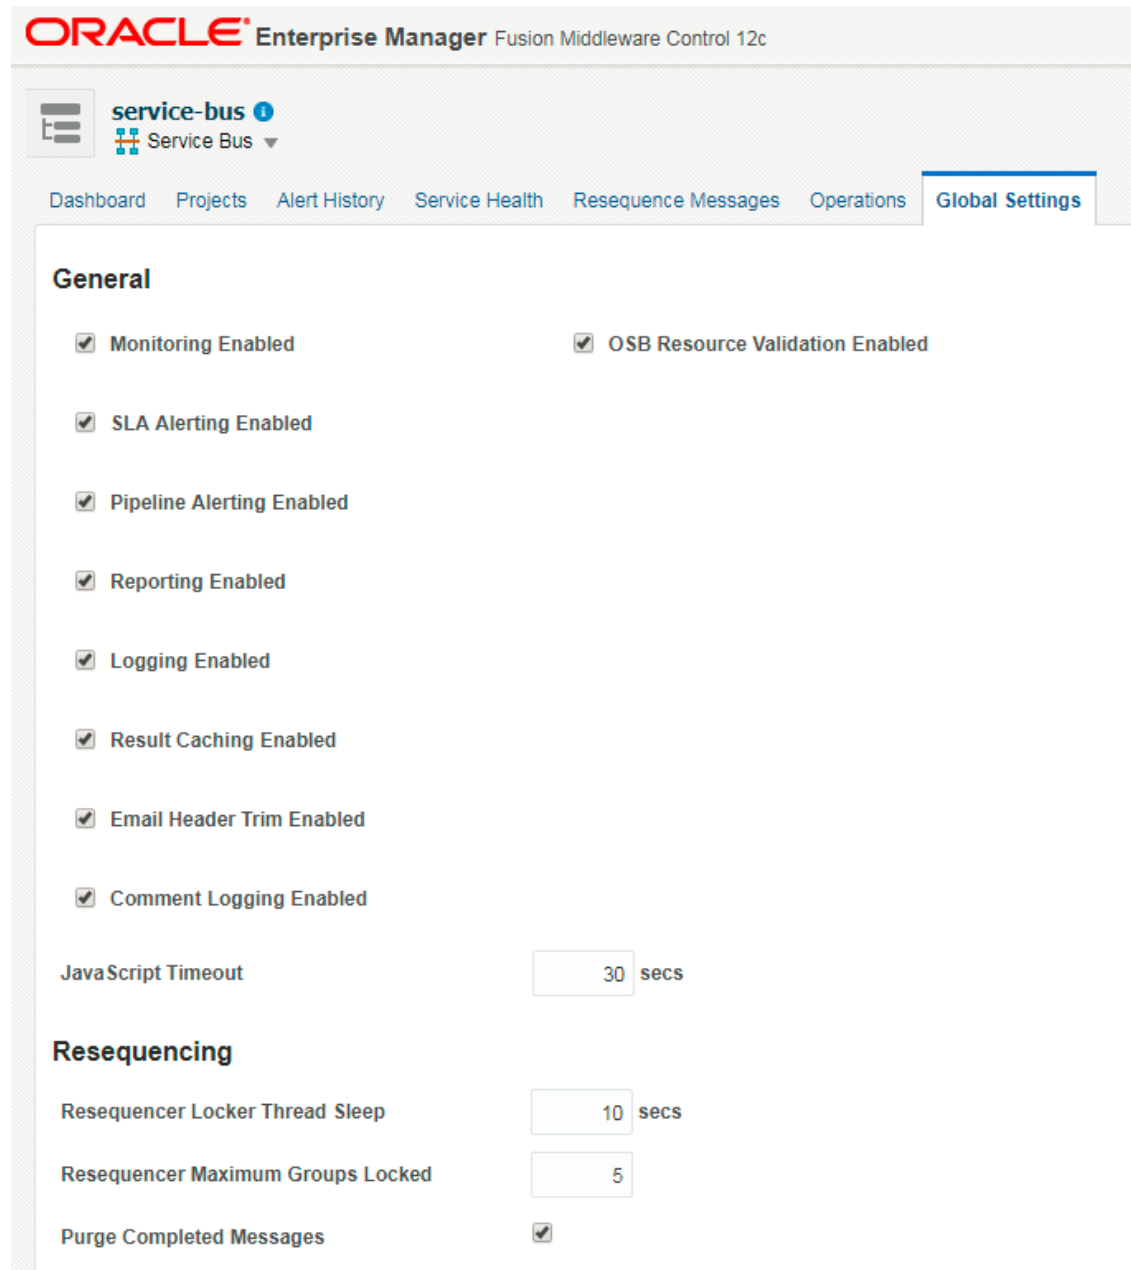 ORACLE Enterprise Manager Fusion Middleware Control 12c
service-bus
Service Bus
Dashboard Projects Alert History Service Health Resequence Messages Operations Global Settings
General
Monitoring Enabled OSB Resource Validation Enabled
SLA Alerting Enabled
Pipeline Alerting Enabled
Reporting Enabled
Logging Enabled
Result Caching Enabled
Email Header Trim Enabled
Comment Logging Enabled
JavaScript Timeout 30 secs
Resequencing
Resequencer Locker Thread Sleep 10 secs
Resequencer Maximum Groups Locked 5
Purge Completed Messages